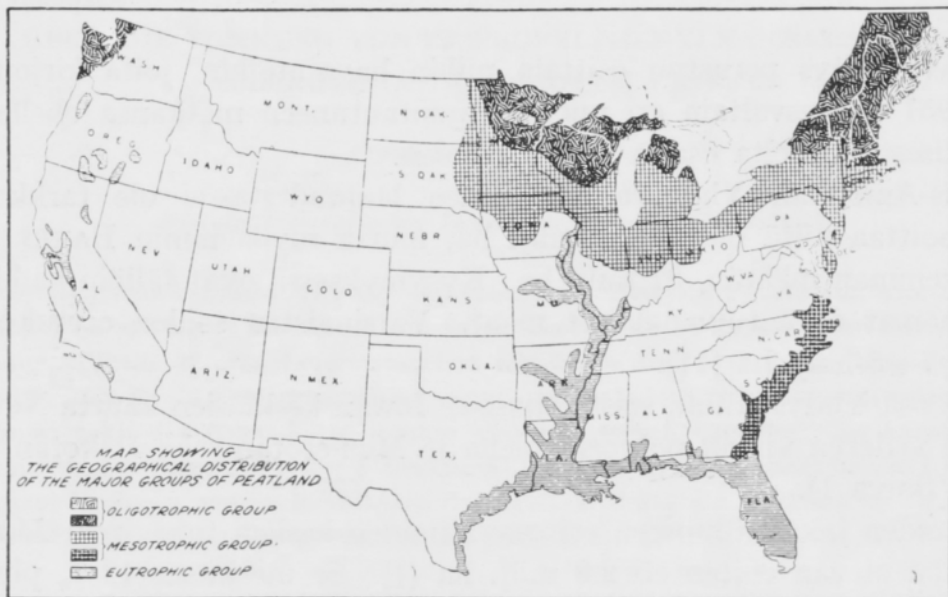 WASH.
MONT.
N. DAK.
OREG.
IDAHO
S. DAK.
WYO.
IOWA
PA.
NEBR.
OHIO
IND.
NEV.
UTAH
W.VA.
COLO.
CAL.
KANS.
MO.
KY.
N.CAR.
TENN.
OKLA.
ARIZ.
N.MEX.
ARK.
S.C.
MISS.
ALA.
GA.
MAP SHOWING
THE GEOGRAPHICAL DISTRIBUTION
OF THE MAJOR GROUPS OF PEATLAND
TEX.
LA.
FLA.
OLIGOTROPHIC GROUP
MESOTROPHIC GROUP
EUTROPHIC GROUP